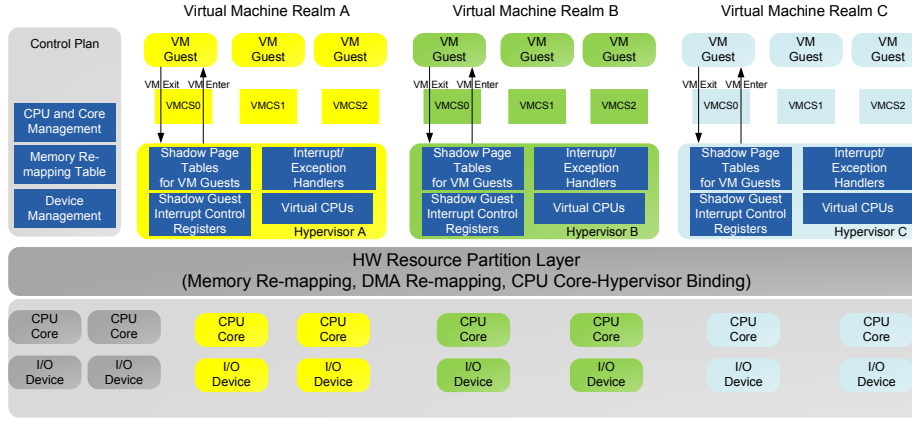 Virtual Machine Realm A
Virtual Machine Realm B
Virtual Machine Realm C
Control Plan
CPU and Core
Management
Memory Re-
mapping Table
Device
Management
VM
Guest
VM
Guest
VM
Guest
VM Exit
VM Enter
VMCS0
VMCS1
VMCS2
Shadow Page
Tables
for VM Guests
Interrupt/
Exception
Handlers
Shadow Guest
Interrupt Control
Registers
Virtual CPUs
Hypervisor A
VM
Guest
VM
Guest
VM
Guest
VM Exit
VM Enter
VMCS0
VMCS1
VMCS2
Shadow Page
Tables
for VM Guests
Interrupt/
Exception
Handlers
Shadow Guest
Interrupt Control
Registers
Virtual CPUs
Hypervisor B
VM
Guest
VM
Guest
VM
Guest
VM Exit
VM Enter
VMCS0
VMCS1
VMCS2
Shadow Page
Tables
for VM Guests
Interrupt/
Exception
Handlers
Shadow Guest
Interrupt Control
Registers
Virtual CPUs
Hypervisor C
HW Resource Partition Layer
(Memory Re-mapping, DMA Re-mapping, CPU Core-Hypervisor Binding)
CPU
Core
CPU
Core
CPU
Core
CPU
Core
CPU
Core
CPU
Core
CPU
Core
CPU
Core
I/O
Device
I/O
Device
I/O
Device
I/O
Device
I/O
Device
I/O
Device
I/O
Device
I/O
Device